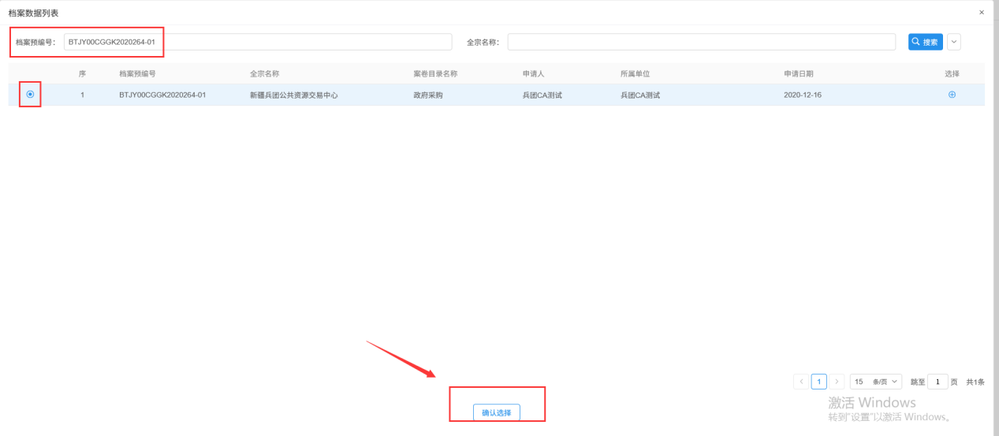 档案数据列表
×
档案预编号: BTJY00CGGK2020264-01 全宗名称: 搜索
序 档案预编号 全宗名称 案卷目录名称 申请人 所属单位 申请日期 选择
1 BTJY00CGGK2020264-01 新疆兵团公共资源交易中心 政府采购 兵团CA测试 兵团CA测试 2020-12-16
1 15 条/页 跳至 1 页 共1条
激活 Windows
确认选择
转到"设置"以激活 Windows。